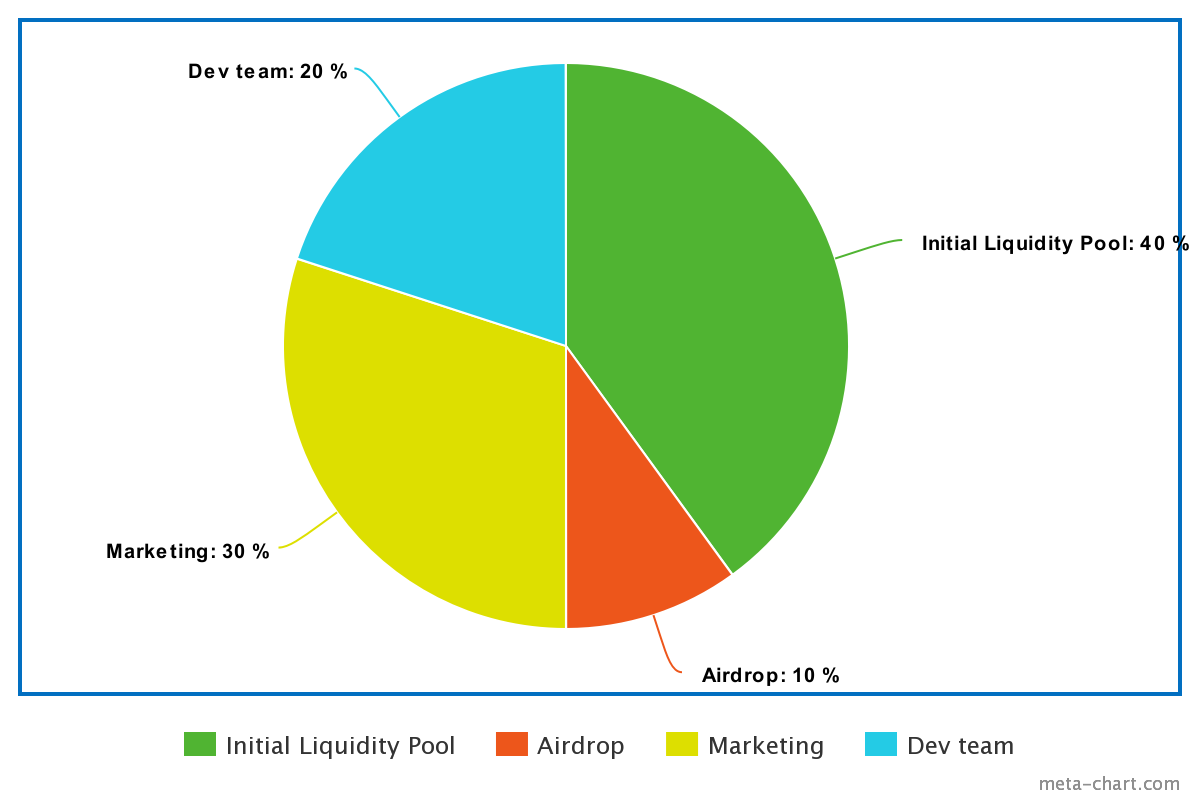 Dev team: 20 %
Initial Liquidity Pool: 40 %
Marketing: 30 %
Airdrop: 10 %
Initial Liquidity Pool Airdrop Marketing Dev team
meta-chart.com